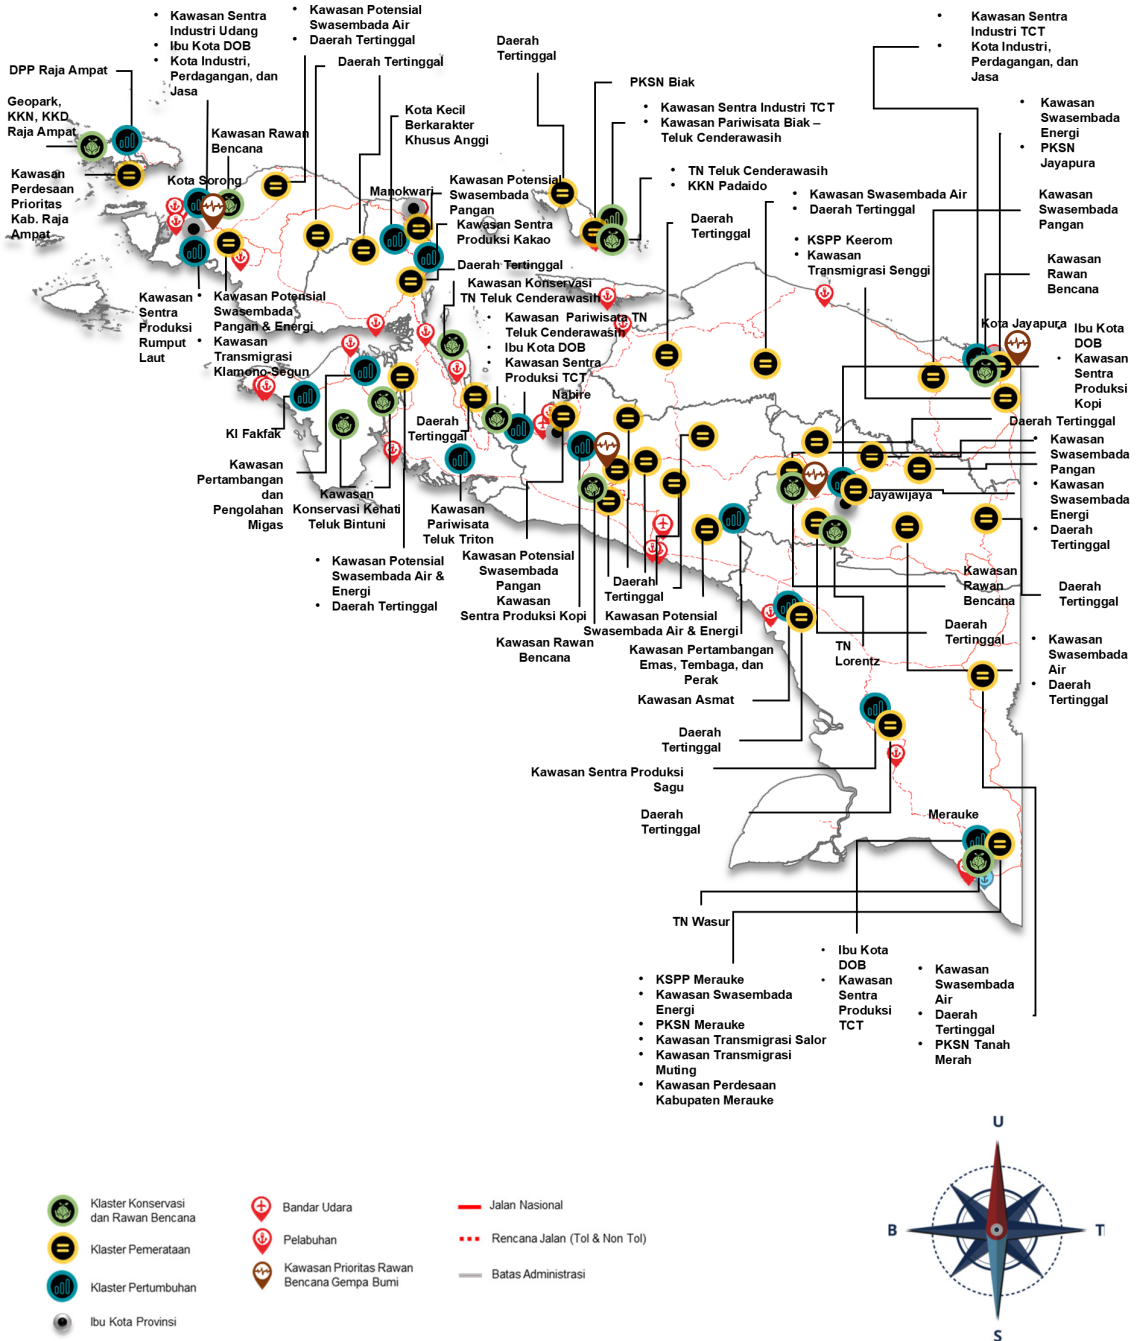 • Kawasan Sentra
Industri Udang
• Ibu Kota DOB
• Kota Industri,
Perdagangan, dan
Jasa
• Kawasan Potensial
Swasembada Air
• Daerah Tertinggal
Daerah Tertinggal
Daerah
Tertinggal
• Kawasan Sentra
Industri TCT
• Kota Industri,
Perdagangan, dan
Jasa
DPP Raja Ampat
Geopark,
KKN, KKD
Raja Ampat
Kawasan
Perdesaan
Prioritas
Kab. Raja
Ampat
Kawasan Rawan
Bencana
Kota Sorong
Kota Kecil
Berkarakter
Khusus Anggi
Manokwari
PKSN Biak
• Kawasan Sentra Industri TCT
• Kawasan Pariwisata Biak –
Teluk Cenderawasih
• TN Teluk Cenderawasih
• KKN Padaido
• Kawasan
Swasembada
Energi
• PKSN
Jayapura
Kawasan Potensial
Swasembada
Pangan
Kawasan Sentra
Produksi Kakao
Daerah Tertinggal
Kawasan Konservasi
TN Teluk Cenderawasih
Daerah
Tertinggal
• Kawasan Swasembada Air
• Daerah Tertinggal
Kawasan
Swasembada
Pangan
• KSPP Keerom
• Kawasan
Transmigrasi Senggi
Kawasan
Rawan
Bencana
Kawasan
Sentra
Produksi
Rumput
Laut
• Kawasan Potensial
Swasembada
Pangan & Energi
• Kawasan
Transmigrasi
Klamono-Segun
• Kawasan Pariwisata TN
Teluk Cenderawasih
• Ibu Kota DOB
• Kawasan Sentra
Produksi TCT
Nabire
Kota Jayapura
• Ibu Kota
DOB
• Kawasan
Sentra
Produksi
Kopi
KI Fakfak
Daerah
Tertinggal
Daerah Tertinggal
• Kawasan
Swasembada
Pangan
• Kawasan
Swasembada
Energi
• Daerah
Tertinggal
Jayawijaya
Kawasan
Pertambangan
dan
Pengolahan
Migas
Kawasan
Konservasi Kehati
Teluk Bintuni
Kawasan
Pariwisata
Teluk Triton
• Kawasan Potensial
Swasembada Air &
Energi
• Daerah Tertinggal
Kawasan Potensial
Swasembada
Pangan
Kawasan
Sentra Produksi Kopi
Daerah
Tertinggal
Kawasan Potensial
Swasembada Air & Energi
Kawasan Rawan
Bencana
Kawasan Pertambangan
Emas, Tembaga, dan
Perak
Kawasan
Rawan
Bencana
Daerah
Tertinggal
Daerah
Tertinggal
TN
Lorentz
• Kawasan
Swasembada
Air
• Daerah
Tertinggal
Kawasan Asmat
Daerah
Tertinggal
Kawasan Sentra Produksi
Sagu
Daerah
Tertinggal
Merauke
TN Wasur
• KSPP Merauke
• Kawasan Swasembada
Energi
• PKSN Merauke
• Kawasan Transmigrasi Salor
• Kawasan Transmigrasi
Muting
• Kawasan Perdesaan
Kabupaten Merauke
• Ibu Kota
DOB
• Kawasan
Sentra
Produksi
TCT
• Kawasan
Swasembada
Air
• Daerah
Tertinggal
• PKSN Tanah
Merah
Klaster Konservasi
dan Rawan Bencana
Klaster Pemerataan
Klaster Pertumbuhan
Ibu Kota Provinsi
Bandar Udara
Pelabuhan
Kawasan Prioritas Rawan
Bencana Gempa Bumi
Jalan Nasional
Rencana Jalan (Tol & Non Tol)
Batas Administrasi
U
B
T
S